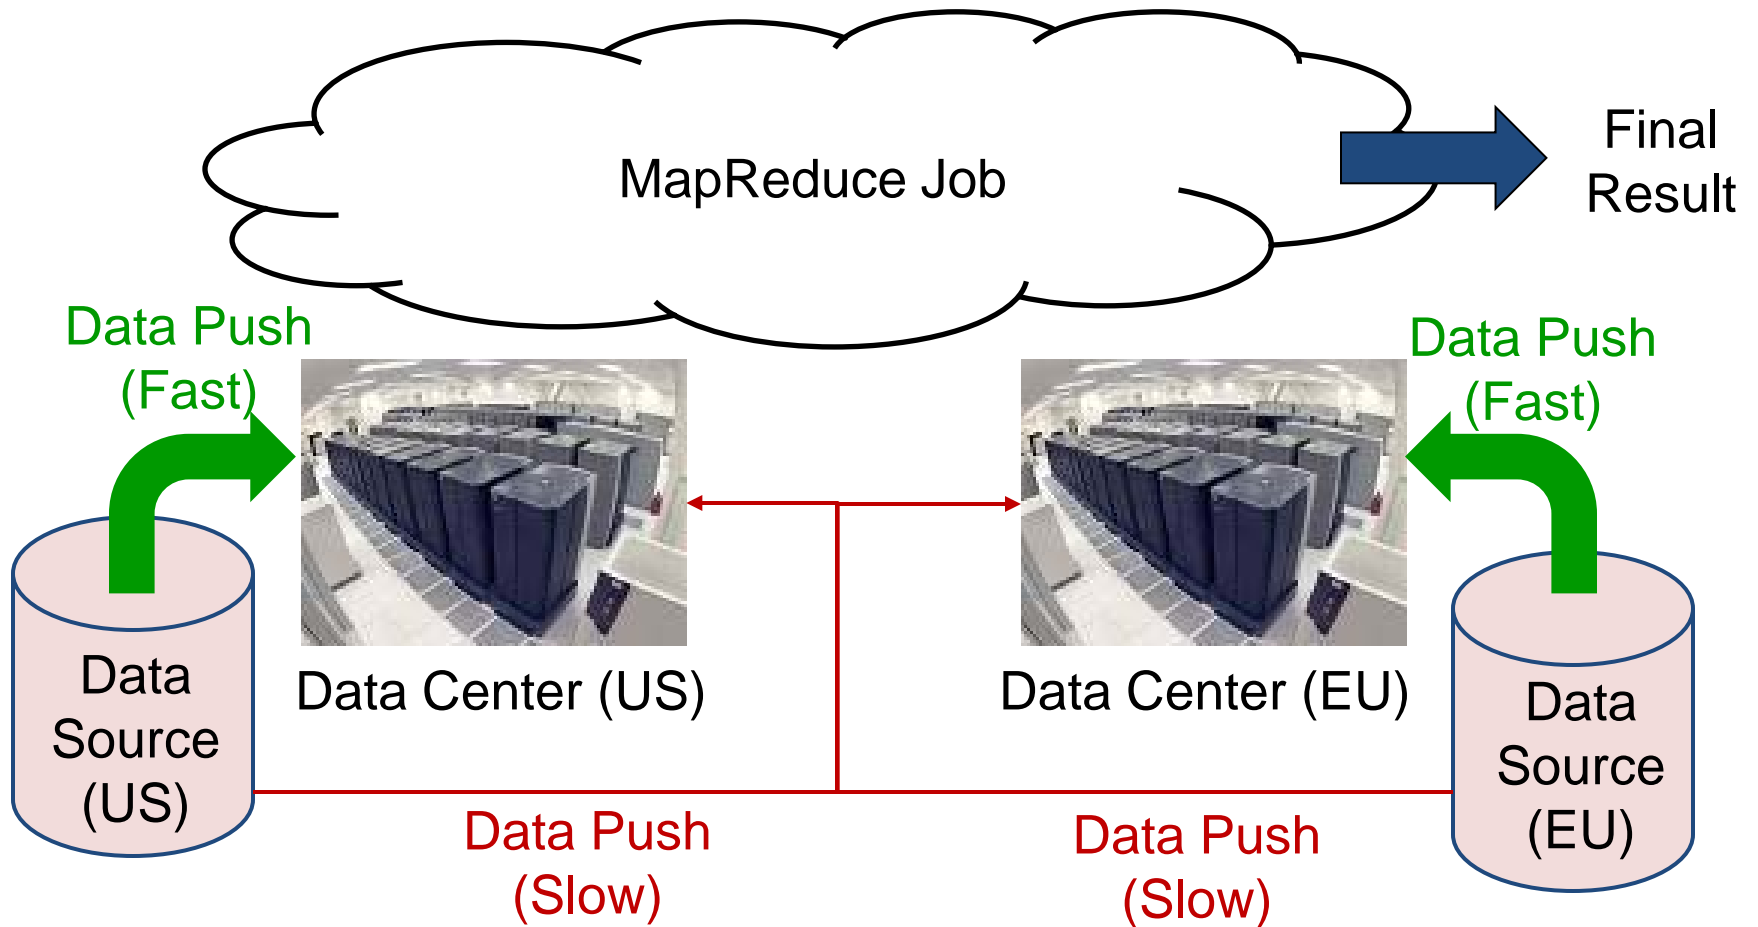 MapReduce Job
Final
Result
Data Push
(Fast)
Data Push
(Fast)
Data Center (US)
Data Center (EU)
Data
Source
(US)
Data
Source
(EU)
Data Push
(Slow)
Data Push
(Slow)